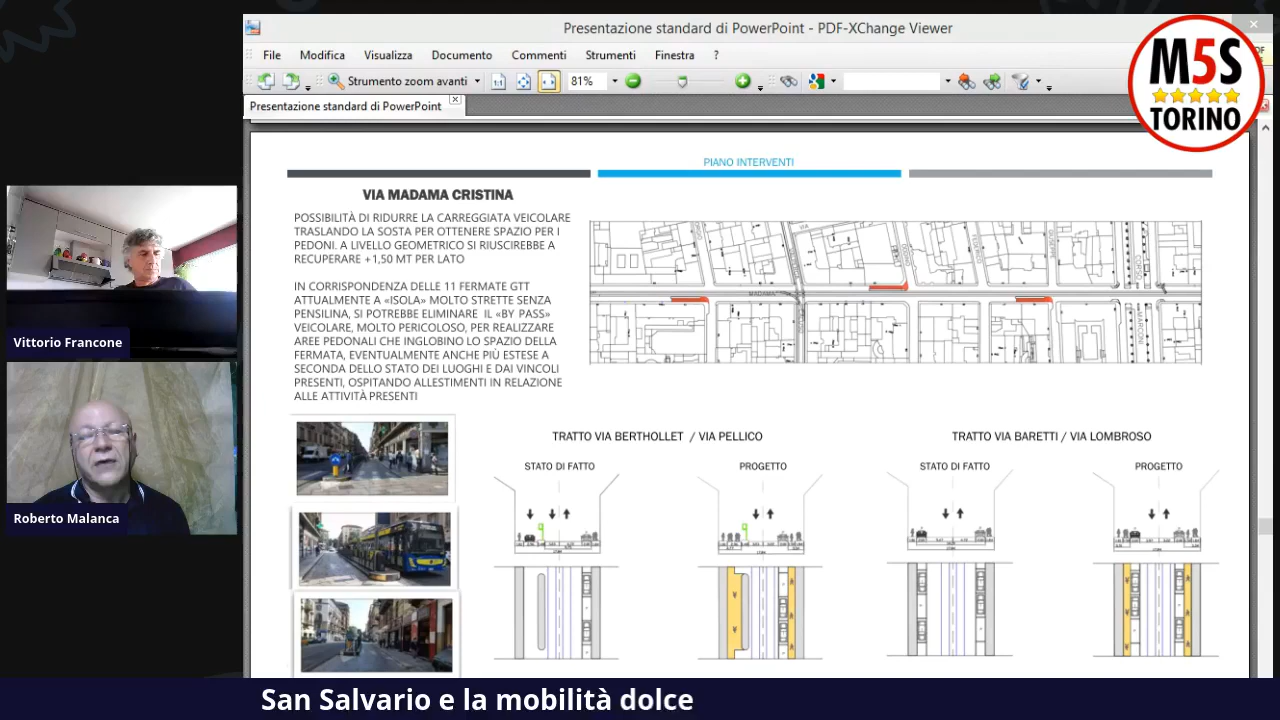 Presentazione standard di PowerPoint - PDF-XChange Viewer
File Modifica Visualizza Documento Commenti Strumenti Finestra ?
Strumento zoom avanti 81%
Presentazione standard di PowerPoint
M5S
TORINO
PIANO INTERVENTI
VIA MADAMA CRISTINA
POSSIBILITÀ DI RIDURRE LA CARREGGIATA VEICOLARE
TRASLANDO LA SOSTA PER OTTENERE SPAZIO PER I
PEDONI. A LIVELLO GEOMETRICO SI RIUSCIREBBE A
RECUPERARE +1,50 MT PER LATO
IN CORRISPONDENZA DELLE 11 FERMATE GTT
ATTUALMENTE A «ISOLA» MOLTO STRETTE SENZA
PENSILINA, SI POTREBBE ELIMINARE IL «BY PASS»
VEICOLARE, MOLTO PERICOLOSO, PER REALIZZARE
AREE PEDONALI CHE INGLOBINO LO SPAZIO DELLA
FERMATA, EVENTUALMENTE ANCHE PIÙ ESTESE A
SECONDA DELLO STATO DEI LUOGHI E DAI VINCOLI
PRESENTI, OSPITANDO ALLESTIMENTI IN RELAZIONE
ALLE ATTIVITÀ PRESENTI
MADAMA
CORSO
MARCONI
TRATTO VIA BERTHOLLET / VIA PELLICO
STATO DI FATTO
PROGETTO
TRATTO VIA BARETTI / VIA LOMBROSO
STATO DI FATTO
PROGETTO
Vittorio Francone
Roberto Malanca
San Salvario e la mobilità dolce